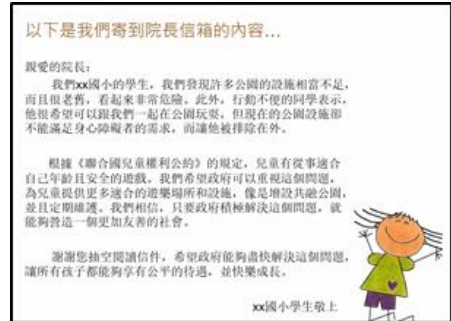 以下是我們寄到院長信箱的內容...
親愛的院長:
我們xx國小的學生，我們發現許多公園的設施相當不足，
而且很老舊，看起來非常危險。此外，行動不便的同學表示，
他很希望可以跟我們一起在公園玩耍，但現在的公園設施卻
不能滿足身心障礙者的需求，而讓他被排除在外。
根據《聯合國兒童權利公約》的規定，兒童有從事適合
自己年齡且安全的遊戲。我們希望政府可以重視這個問題，
為兒童提供更多適合的遊樂場所和設施，像是增設共融公園，
並且定期維護。我們相信，只要政府積極解決這個問題，就
能夠營造一個更加友善的社會。
謝謝您抽空閱讀信件，希望政府能夠盡快解決這個問題，
讓所有孩子都能夠享有公平的待遇，並快樂成長。
xx國小學生敬上